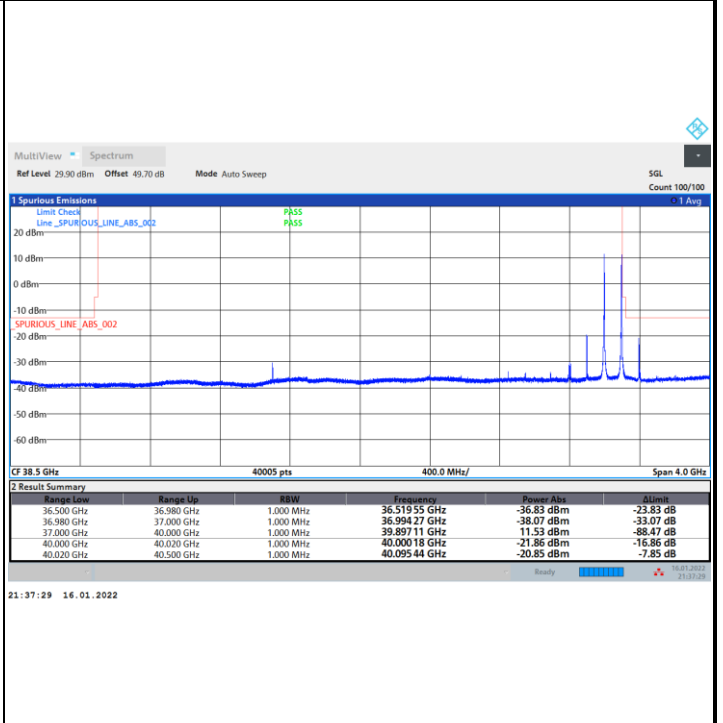 MultiView Spectrum
Ref Level 29.90 dBm Offset 49.70 dB Mode Auto Sweep SGL
Count 100/100
1 Spurious Emissions 1 Avg
Limit Check PASS
Line _SPURIOUS_LINE_ABS_002 PASS
20 dBm
10 dBm
0 dBm
-10 dBm
_SPURIOUS_LINE_ABS_002
-20 dBm
-30 dBm
-40 dBm
-50 dBm
-60 dBm
CF 38.5 GHz 40005 pts 400.0 MHz/ Span 4.0 GHz
2 Result Summary
Range Low Range Up RBW Frequency Power Abs ΔLimit
36.500 GHz 36.980 GHz 1.000 MHz 36.519 55 GHz -36.83 dBm -23.83 dB
36.980 GHz 37.000 GHz 1.000 MHz 36.994 27 GHz -38.07 dBm -33.07 dB
37.000 GHz 40.000 GHz 1.000 MHz 39.897 11 GHz 11.53 dBm -88.47 dB
40.000 GHz 40.020 GHz 1.000 MHz 40.000 18 GHz -21.86 dBm -16.86 dB
40.020 GHz 40.500 GHz 1.000 MHz 40.095 44 GHz -20.85 dBm -7.85 dB
Ready 16.01.2022
21:37:29
21:37:29 16.01.2022